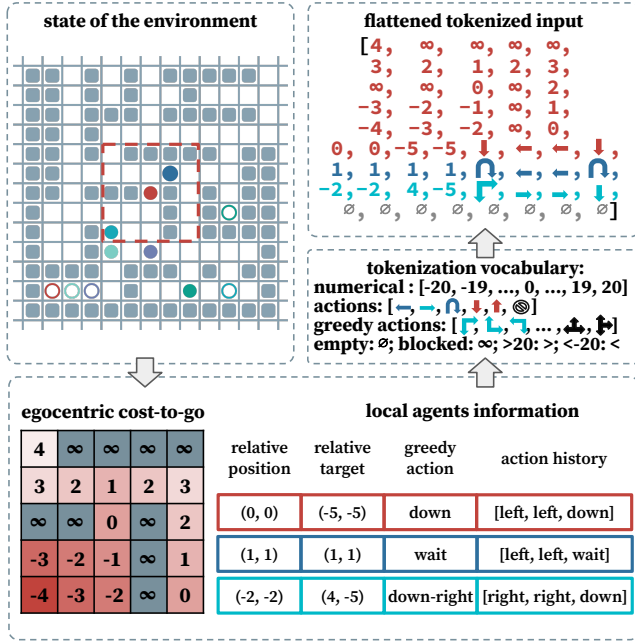 state of the environment
flattened tokenized input
[4, ∞, ∞, ∞, ∞,
3, 2, 1, 2, 3,
∞, ∞, 0, ∞, 2,
-3, -2, -1, ∞, 1,
-4, -3, -2, ∞, 0,
0, 0, -5, -5, ↓, ←, ←, ↓,
1, 1, 1, 1, , ←, ←, ,
-2, -2, 4, -5, , →, →, ↓,
∅, ∅, ∅, ∅, ∅, ∅, ∅, ∅]
tokenization vocabulary:
numerical : [-20, -19, ..., 0, ..., 19, 20]
actions: [←, →, , ↓, ↑, ]
greedy actions: [, , , ... , , ]
empty: ∅; blocked: ∞; >20: >; <-20: <
egocentric cost-to-go
4 ∞ ∞ ∞ ∞
3 2 1 2 3
∞ ∞ 0 ∞ 2
-3 -2 -1 ∞ 1
-4 -3 -2 ∞ 0
local agents information
relative position
relative target
greedy action
action history
(0, 0) (-5, -5) down [left, left, down]
(1, 1) (1, 1) wait [left, left, wait]
(-2, -2) (4, -5) down-right [right, right, down]